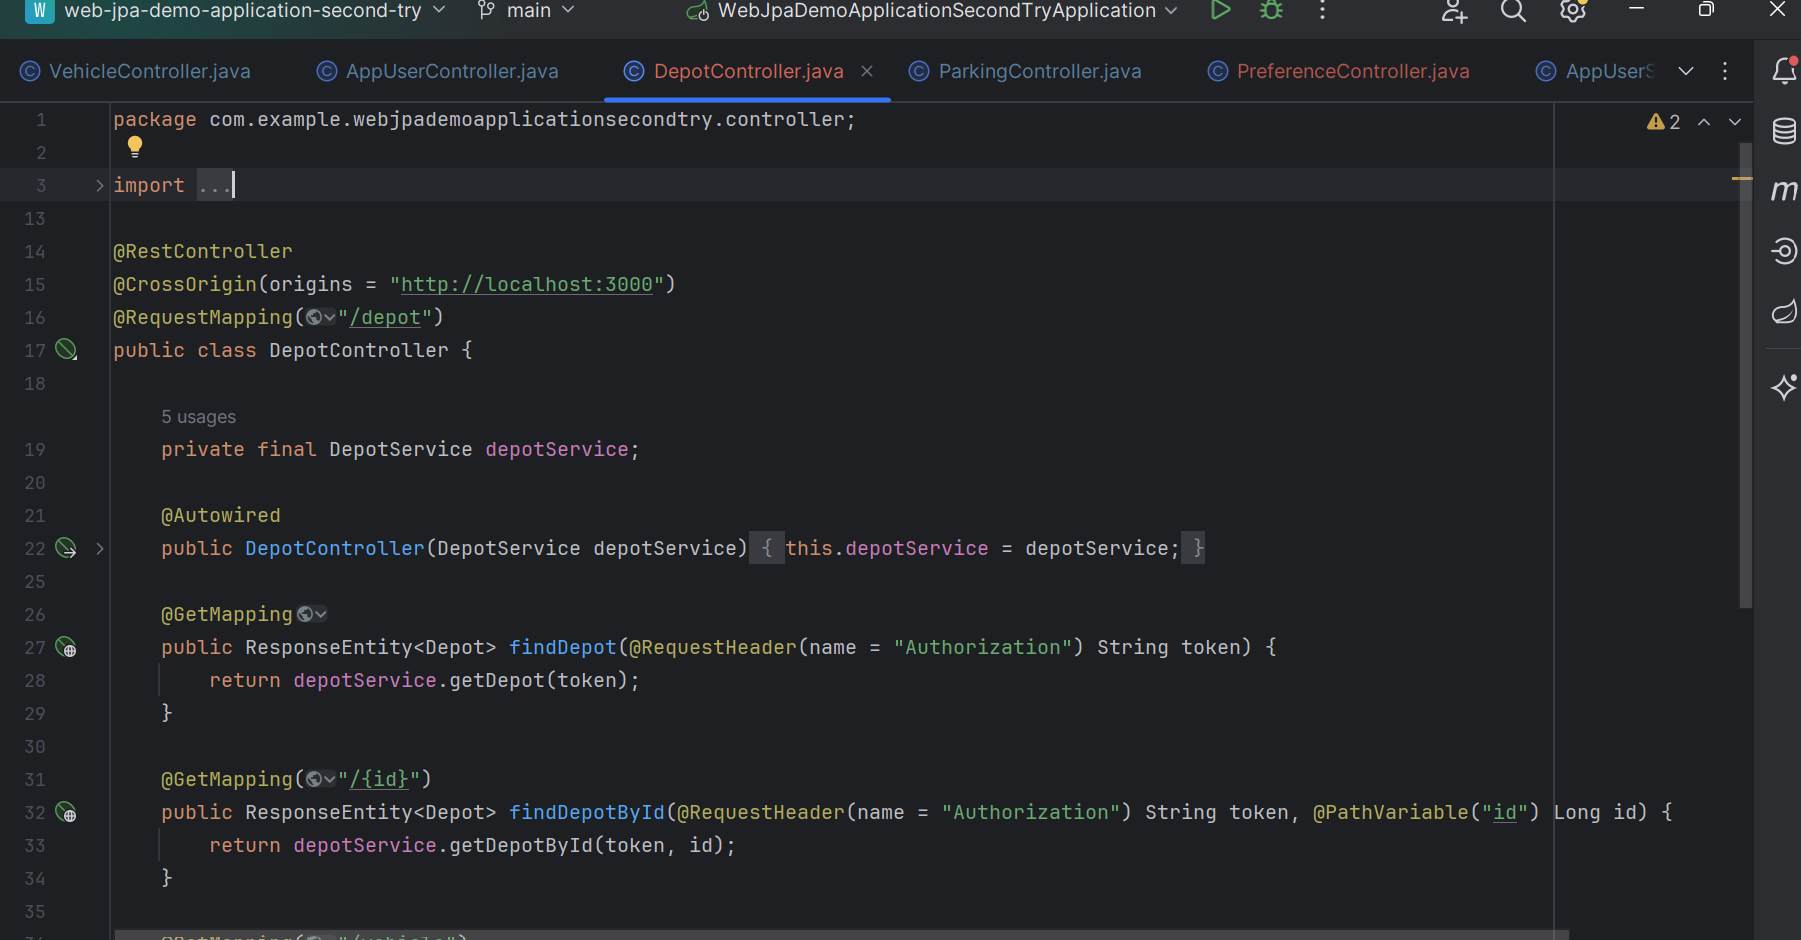 W web-jpa-demo-application-second-try main WebJpaDemoApplicationSecondTryApplication
VehicleController.java AppUserController.java DepotController.java ParkingController.java PreferenceController.java AppUserS
1 package com.example.webjpademoapplicationsecondtry.controller; 2
2
3 import ...
13
14 @RestController
15 @CrossOrigin(origins = "http://localhost:3000")
16 @RequestMapping("/depot")
17 public class DepotController {
18
5 usages
19 private final DepotService depotService;
20
21 @Autowired
22 public DepotController(DepotService depotService) { this.depotService = depotService; }
25
26 @GetMapping
27 public ResponseEntity<Depot> findDepot(@RequestHeader(name = "Authorization") String token) {
28 return depotService.getDepot(token);
29 }
30
31 @GetMapping("/{id}")
32 public ResponseEntity<Depot> findDepotById(@RequestHeader(name = "Authorization") String token, @PathVariable("id") Long id) {
33 return depotService.getDepotById(token, id);
34 }
35